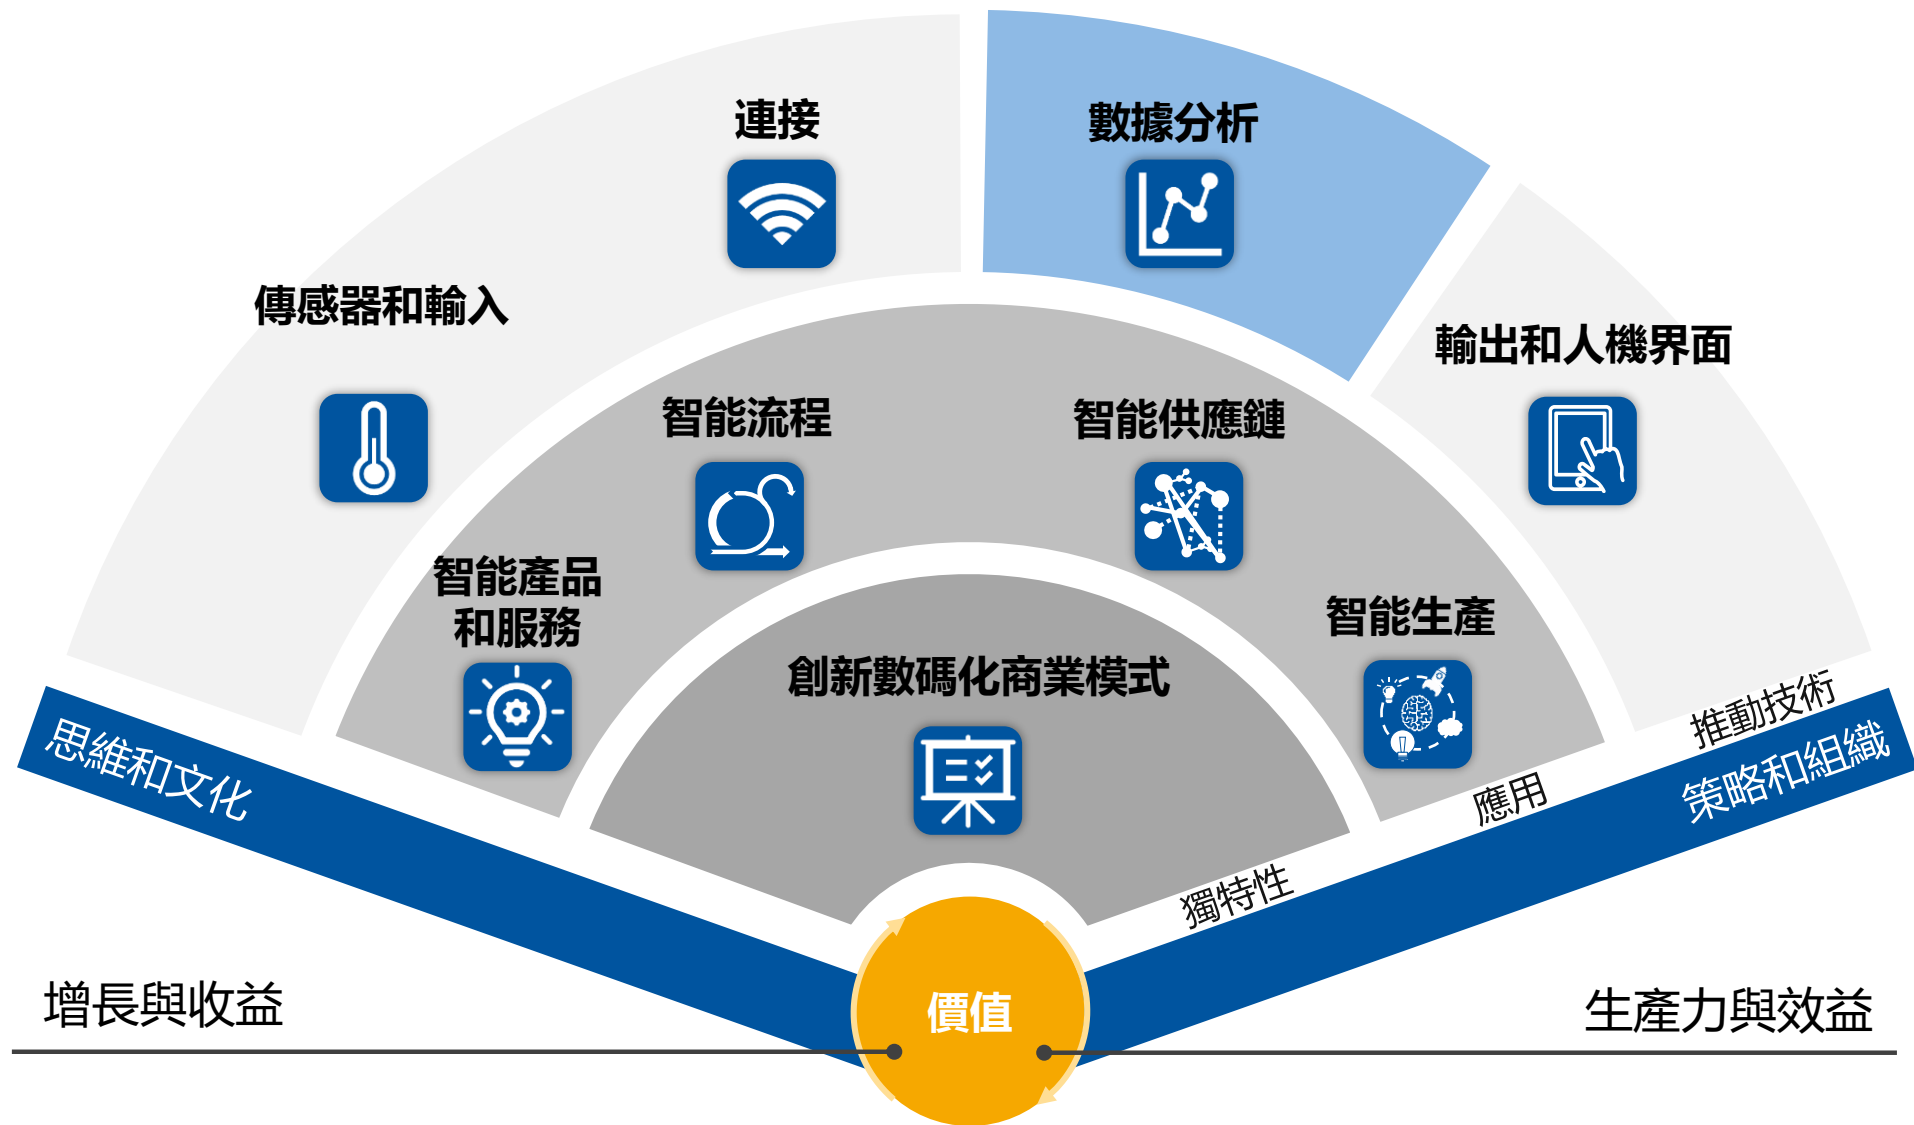 連接
數據分析
傳感器和輸入
輸出和人機界面
智能流程
智能供應鏈
智能產品
和服務
智能生產
創新數碼化商業模式
推動技術
應用
獨特性
思維和文化
策略和組織
價值
增長與收益
生產力與效益